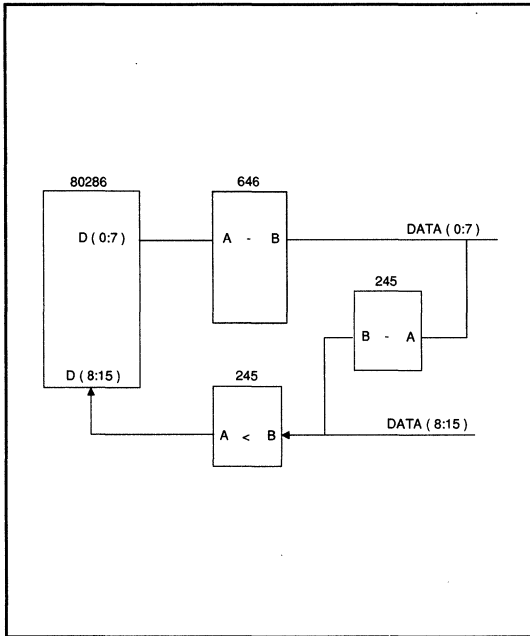 80286
646
D ( 0:7 )
A - B
DATA ( 0:7 )
245
B - A
D ( 8:15 )
245
A < B
DATA ( 8:15 )